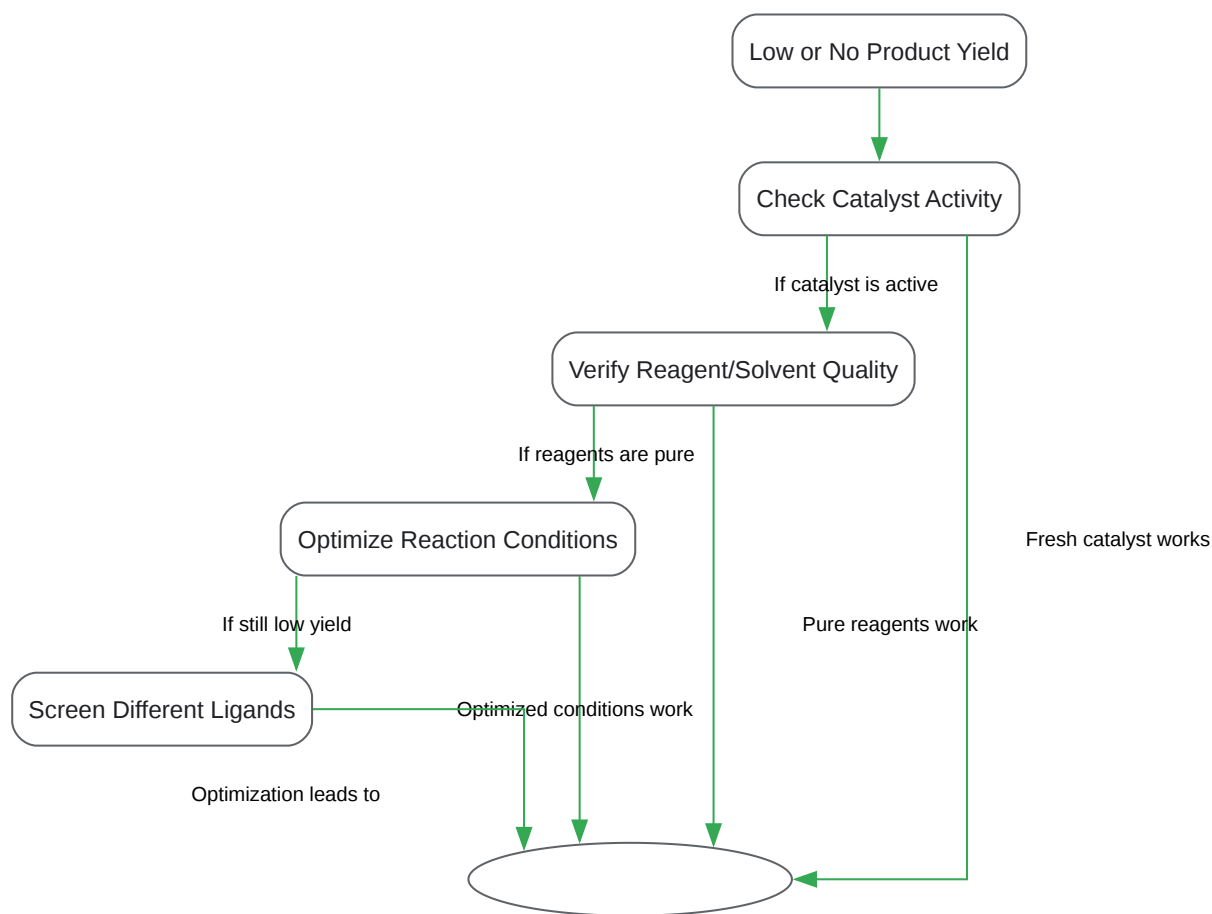 Low or No Product Yield
Check Catalyst Activity
If catalyst is active
Verify Reagent/Solvent Quality
If reagents are pure
Optimize Reaction Conditions
Fresh catalyst works
If still low yield
Pure reagents work
Screen Different Ligands
Optimized conditions work
Optimization leads to